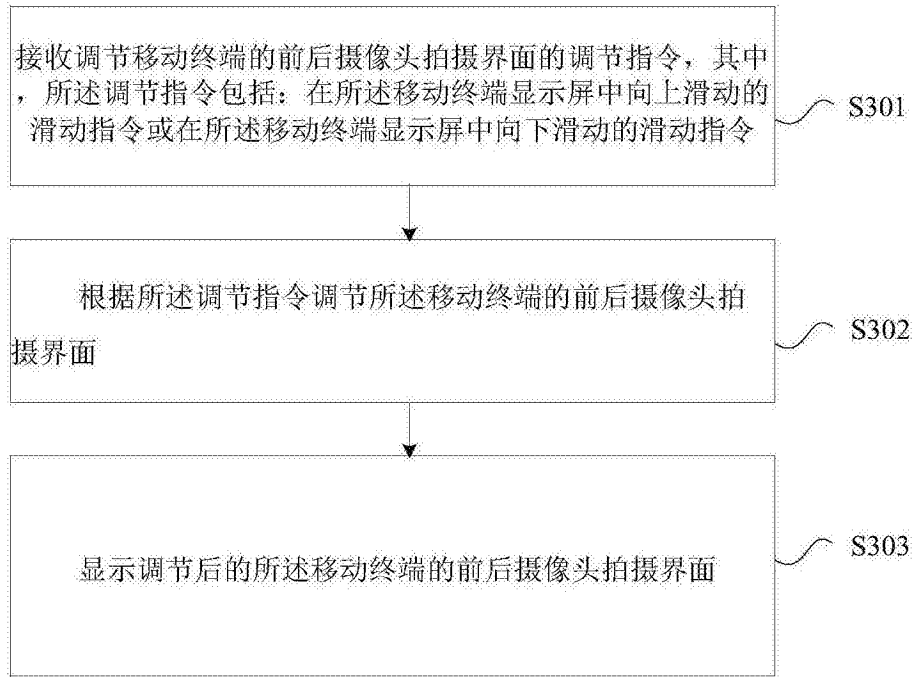 接收调节移动终端的前后摄像头拍摄界面的调节指令，其中
，所述调节指令包括：在所述移动终端显示屏中向上滑动的
滑动指令或在所述移动终端显示屏中向下滑动的滑动指令
S301
根据所述调节指令调节所述移动终端的前后摄像头拍
摄界面
S302
显示调节后的所述移动终端的前后摄像头拍摄界面
S303